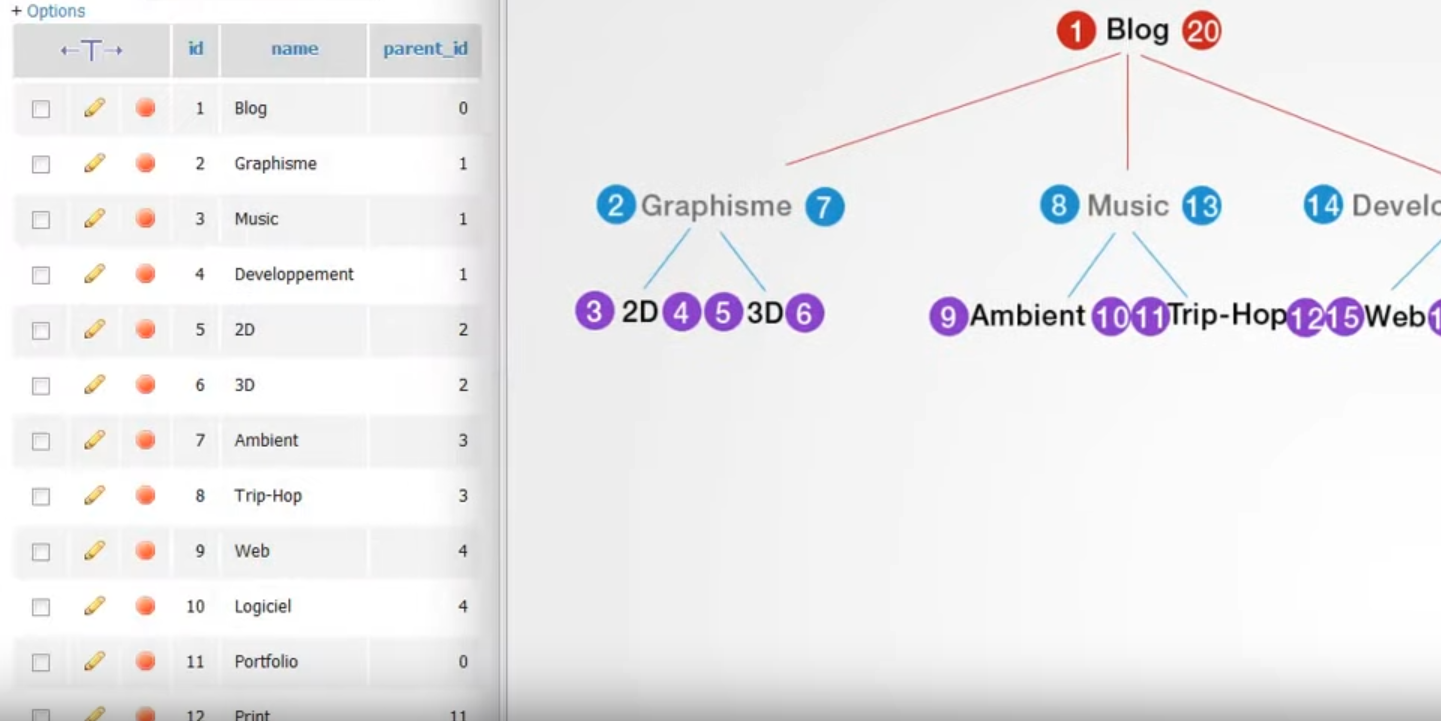 + Options
←T→ id name parent_id
1 Blog 0
2 Graphisme 1
3 Music 1
4 Developpement 1
5 2D 2
6 3D 2
7 Ambient 3
8 Trip-Hop 3
9 Web 4
10 Logiciel 4
11 Portfolio 0
12 Print 11
1 Blog 20
2 Graphisme 7 8 Music 13 14 Develo
3 2D 4 5 3D 6 9 Ambient 10 11 Trip-Hop 12 15 Web 1